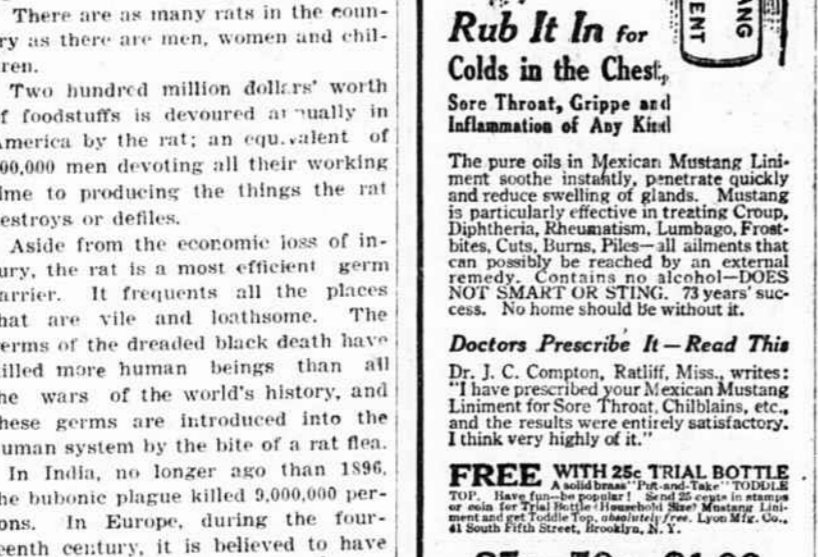 There are as many rats in the coun-
ry as there are men, women and chil-
ren.
Two hundred million dollars' worth
f foodstuffs is devoured annually in
merica by the rat; an equivalent of
00,000 men devoting all their working
ime to producing the things the rat
estroys or defiles.
Aside from the economic loss of in-
ury, the rat is a most efficient germ
arrier. It frequents all the places
hat are vile and loathsome. The
erms of the dreaded black death have
illed more human beings than all
he wars of the world's history, and
hese germs are introduced into the
uman system by the bite of a rat flea.
In India, no longer ago than 1896,
he bubonic plague killed 9,000,000 per-
ons. In Europe, during the four-
eenth century, it is believed to have
ANG
ENT
Rub It In for
Colds in the Chest,
Sore Throat, Grippe and
Inflammation of Any Kind
The pure oils in Mexican Mustang Lini-
ment soothe instantly, penetrate quickly
and reduce swelling of glands. Mustang
is particularly effective in treating Croup,
Diphtheria, Rheumatism, Lumbago, Frost-
bites, Cuts, Burns, Piles—all ailments that
can possibly be reached by an external
remedy. Contains no alcohol—DOES
NOT SMART OR STING. 73 years' suc-
cess. No home should be without it.
Doctors Prescribe It—Read This
Dr. J. C. Compton, Ratliff, Miss., writes:
"I have prescribed your Mexican Mustang
Liniment for Sore Throat, Chilblains, etc.,
and the results were entirely satisfactory.
I think very highly of it."
FREE WITH 25c TRIAL BOTTLE
A solid brass "Put-and-Take" TODDLE
TOP. Have fun—be popular! Send 25 cents in stamps
or coin for Trial Bottle (Household Size) Mustang Lini-
ment and get Toddle Top, absolutely free. Lyon Mfg. Co.,
41 South Fifth Street, Brooklyn, N. Y.